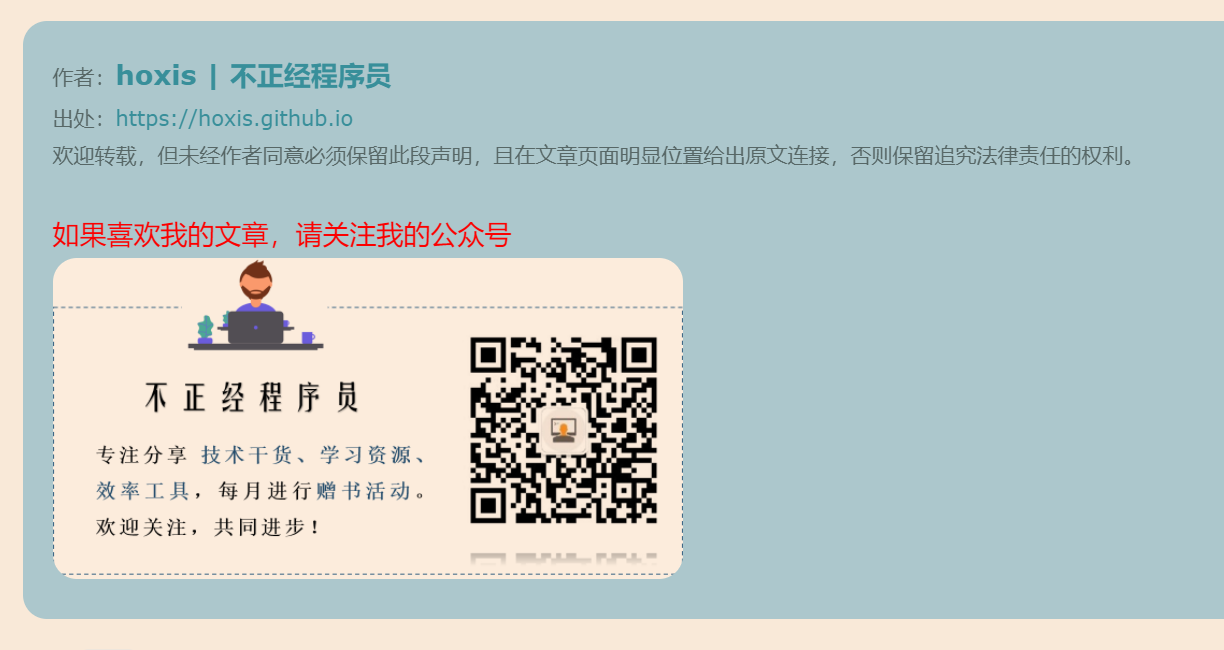 作者：hoxis | 不正经程序员
出处：https://hoxis.github.io
欢迎转载，但未经作者同意必须保留此段声明，且在文章页面明显位置给出原文连接，否则保留追究法律责任的权利。
如果喜欢我的文章，请关注我的公众号
不正经程序员
专注分享 技术干货、学习资源、
效率工具，每月进行赠书活动。
欢迎关注，共同进步！